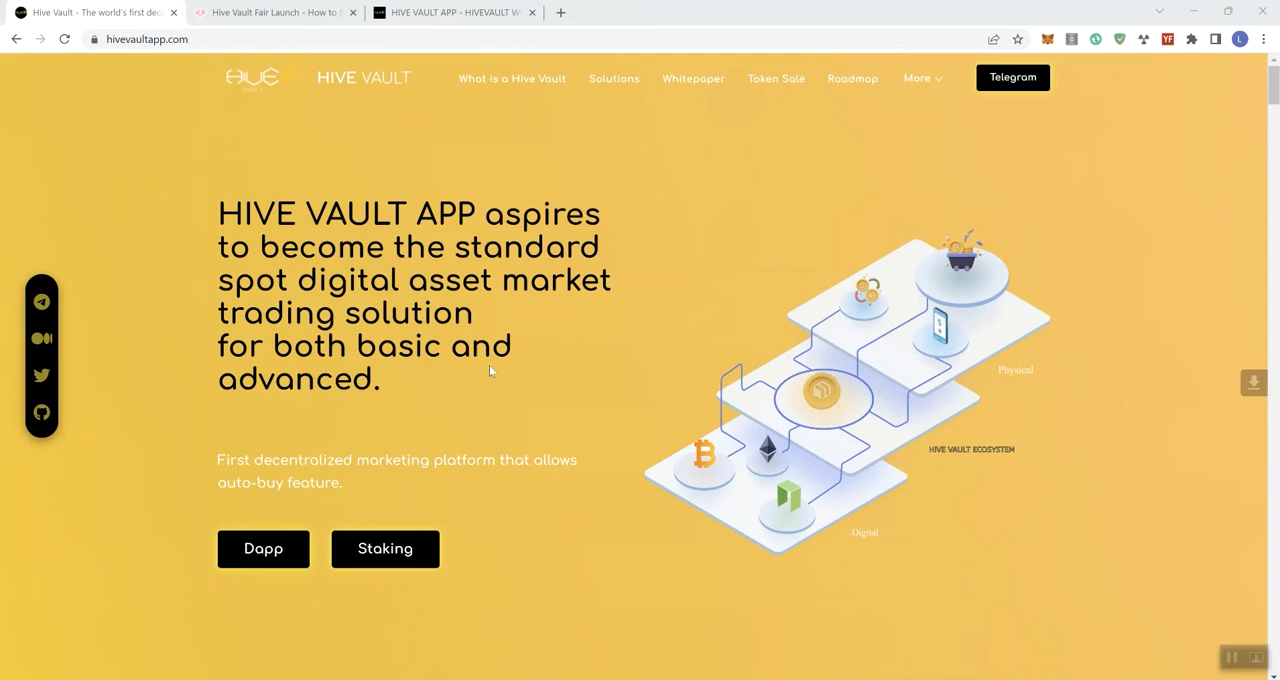 Hive Vault - The world's first dec
Hive Vault Fair Launch - How to B
HIVE VAULT APP - HIVEVAULT W
hivevaultapp.com
HIVE VAULT
What is a Hive Vault
Solutions
Whitepaper
Token Sale
Roadmap
More
Telegram
HIVE VAULT APP aspires
to become the standard
spot digital asset market
trading solution
for both basic and
advanced.
First decentralized marketing platform that allows
auto-buy feature.
Dapp
Staking
Physical
HIVE VAULT ECOSYSTEM
Digital
YF
L